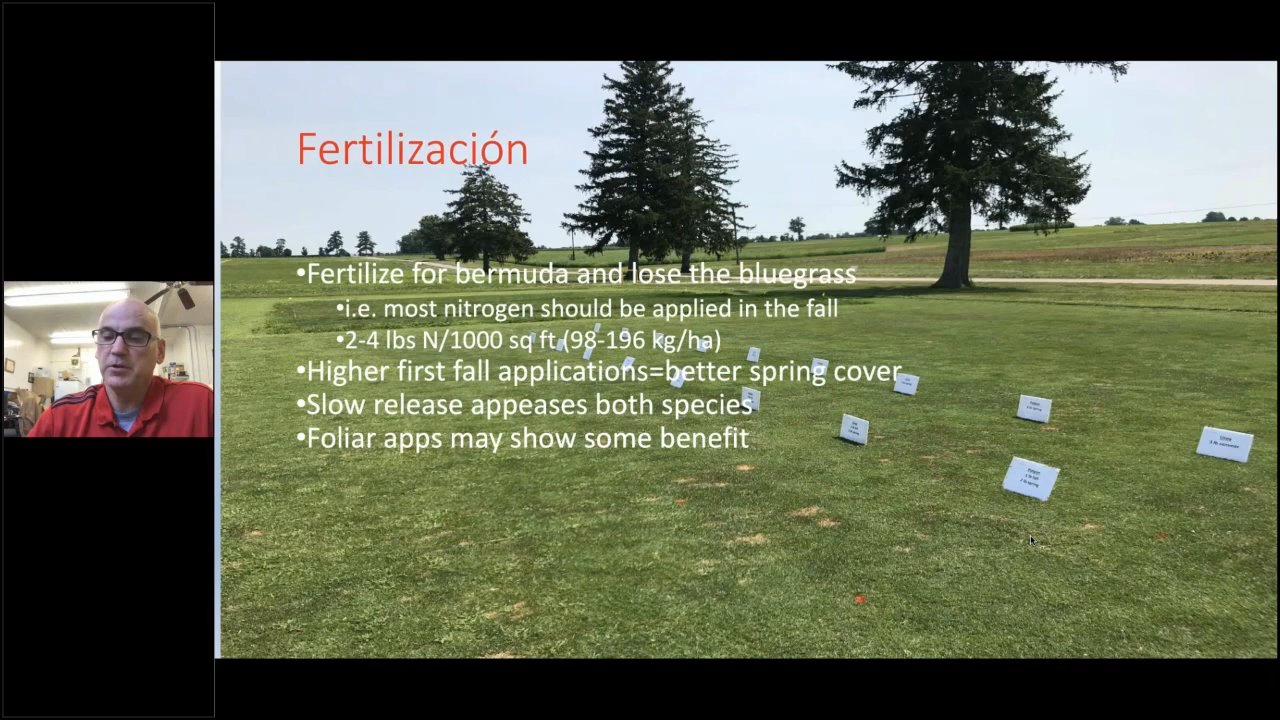 Fertilización
•Fertilize for bermuda and lose the bluegrass
•i.e. most nitrogen should be applied in the fall
•2-4 lbs N/1000 sq ft (98-196 kg/ha)
•Higher first fall applications=better spring cover
•Slow release appeases both species
•Foliar apps may show some benefit